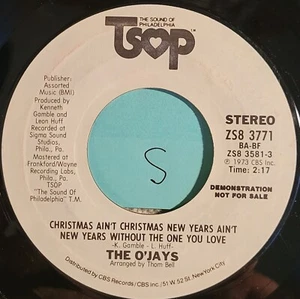 THE SOUND OF
PHILADELPHIA
TSOP
TM
Publisher:
Assorted
Music (BMI)
Produced by
Kenneth
Gamble and
Leon Huff
Recorded at
Sigma Sound
Studios,
Phila., Pa.
Mastered at
Frankford/Wayne
Recording Labs,
Phila., Pa.
TSOP
"The Sound Of
Philadelphia" T.M.
STEREO
ZS8 3771
BA-BF
ZS8 3581-3
℗ 1973 CBS Inc.
Time: 2:17
DEMONSTRATION
NOT FOR SALE
S
CHRISTMAS AIN'T CHRISTMAS NEW YEARS AIN'T
NEW YEARS WITHOUT THE ONE YOU LOVE
-K. Gamble - L. Huff-
THE O'JAYS
Arranged by Thom Bell
Distributed by CBS Records/CBS Inc./51 W. 52 St. New York City